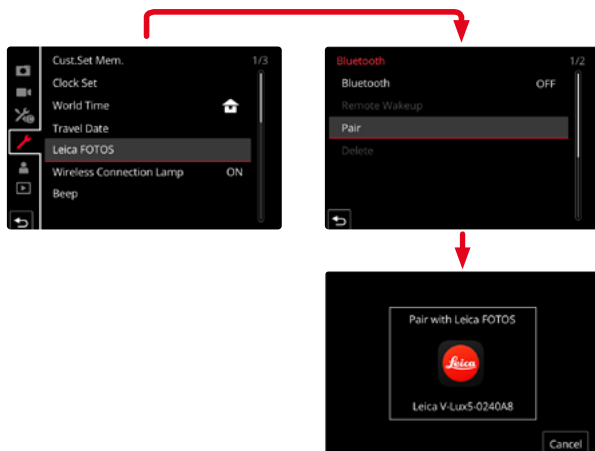 Cust.Set Mem. 1/3
Clock Set
World Time
Travel Date
Leica FOTOS
Wireless Connection Lamp ON
Beep
Bluetooth 1/2
Bluetooth OFF
Remote Wakeup
Pair
Delete
Pair with Leica FOTOS
Leica
Leica V-Lux5-0240A8
Cancel